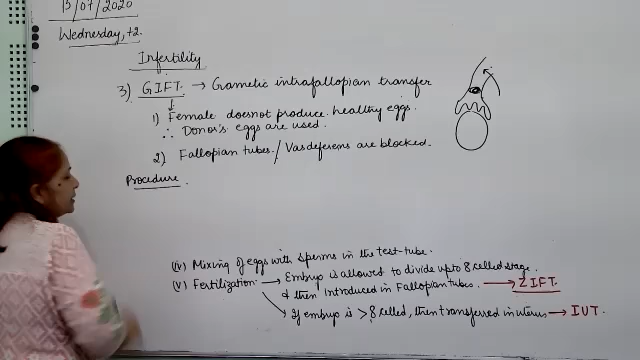 13/07/2020
Wednesday, +2.
Infertility
3) GIFT. → Gametic intrafallopian transfer
1) Female doesnot produce healthy eggs.
∴ Donor's eggs are used.
2) Fallopian tubes / Vas deferens are blocked.
Procedure.
(iv) Mixing of eggs with sperms in the test-tube.
(v) Fertilization → Embryo is allowed to divide upto 8 celled stage.
& then introduced in Fallopian tubes. → ZIFT.
If embryo is >8 celled, then transferred in uterus → IUT.